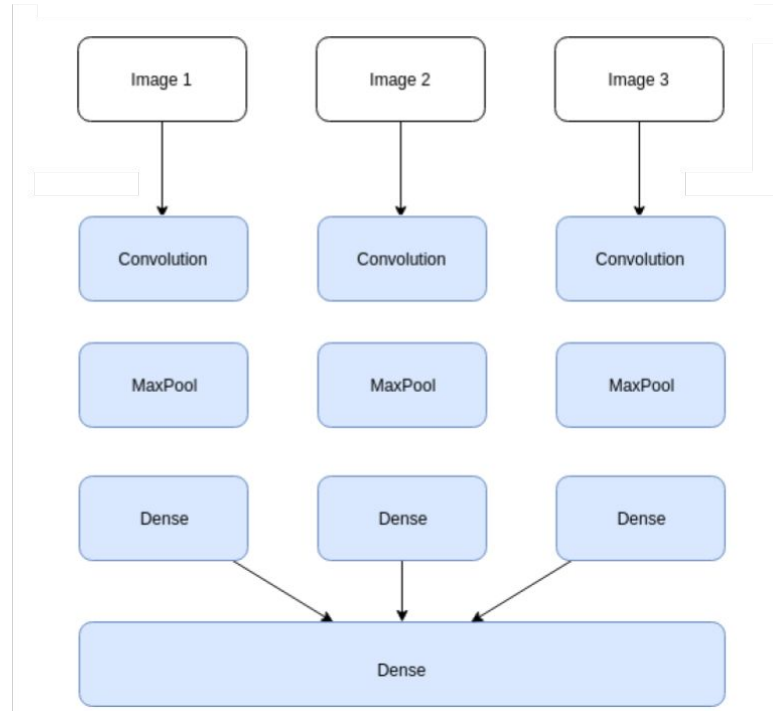 Image 1
Image 2
Image 3
Convolution
Convolution
Convolution
MaxPool
MaxPool
MaxPool
Dense
Dense
Dense
Dense